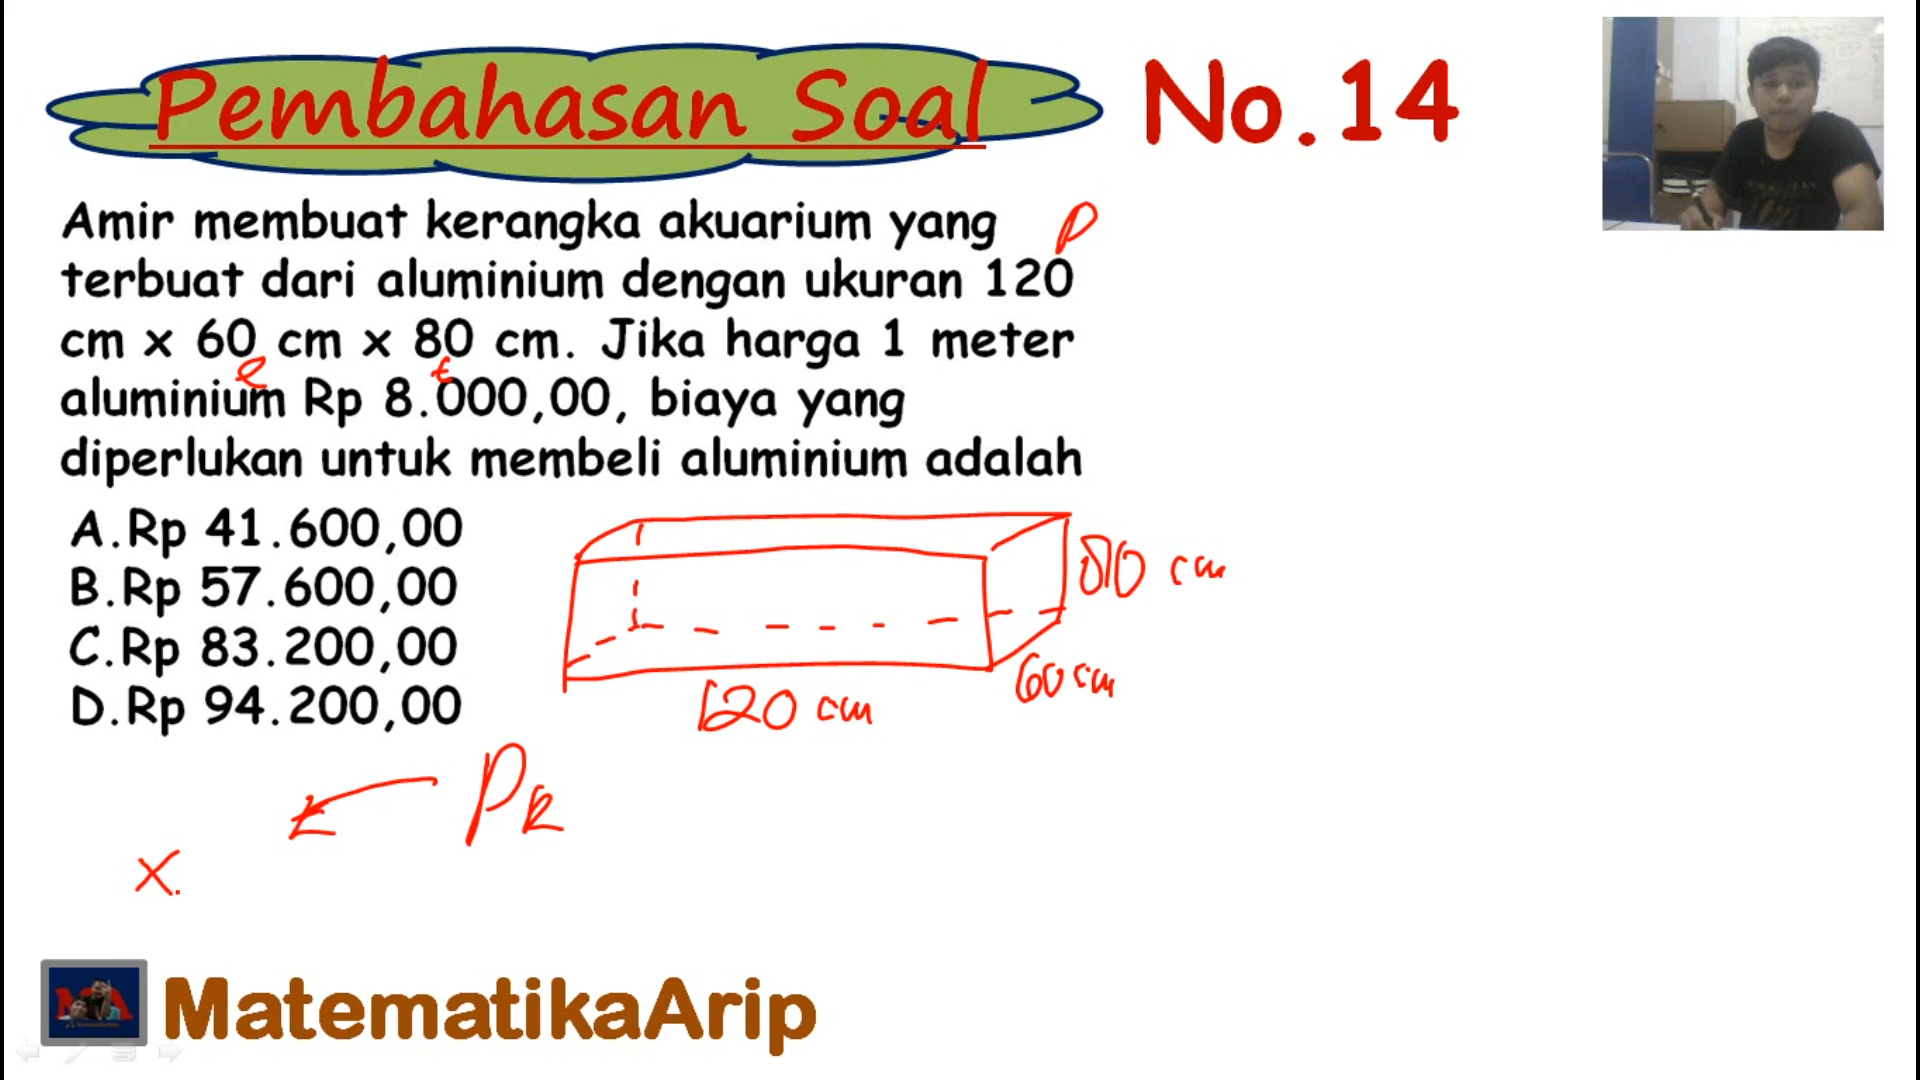 Pembahasan Soal No.14
Amir membuat kerangka akuarium yang
p
terbuat dari aluminium dengan ukuran 120
cm x 60 cm x 80 cm. Jika harga 1 meter
l t
aluminium Rp 8.000,00, biaya yang
diperlukan untuk membeli aluminium adalah
A.Rp 41.600,00
B.Rp 57.600,00
C.Rp 83.200,00
D.Rp 94.200,00
80 cm
60 cm
120 cm
Pk
x.
MatematikaArip